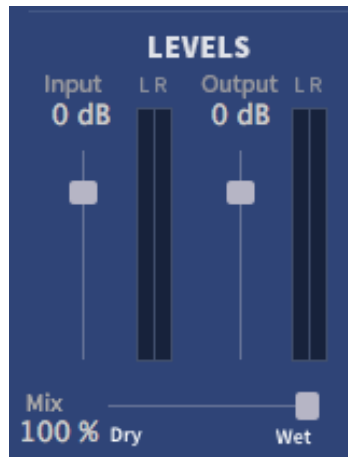 LEVELS
Input L R Output L R
0 dB 0 dB
Mix
100 % Dry Wet